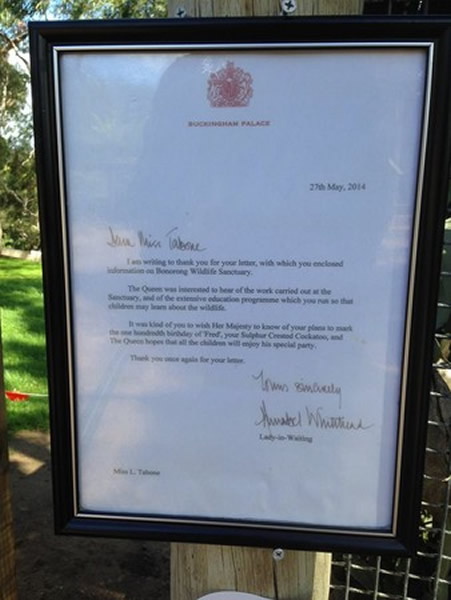 BUCKINGHAM PALACE
27th May, 2014
Dear Miss Tabone
I am writing to thank you for your letter, with which you enclosed
information on Bonorong Wildlife Sanctuary.
The Queen was interested to hear of the work carried out at the
Sanctuary, and of the extensive education programme which you run so that
children may learn about the wildlife.
It was kind of you to wish Her Majesty to know of your plans to mark
the one hundredth birthday of 'Fred', your Sulphur Crested Cockatoo, and
The Queen hopes that all the children will enjoy his special party.
Thank you once again for your letter.
Yours sincerely
Annabel Whitehead
Lady-in-Waiting
Miss L. Tabone